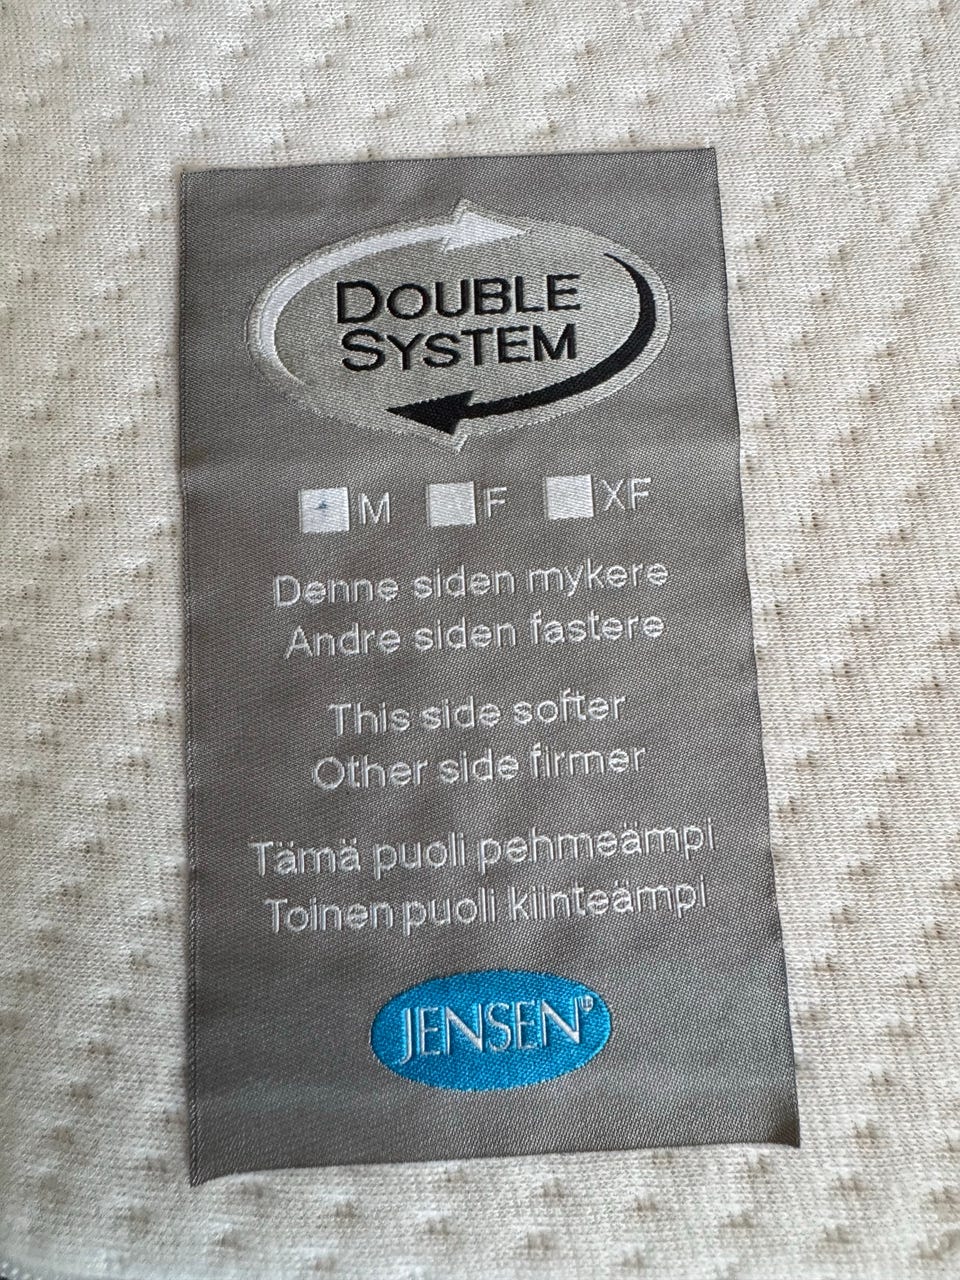 DOUBLE
SYSTEM
M F XF
Denne siden mykere
Andre siden fastere
This side softer
Other side firmer
Tämä puoli pehmeämpi
Toinen puoli kiinteämpi
JENSEN®